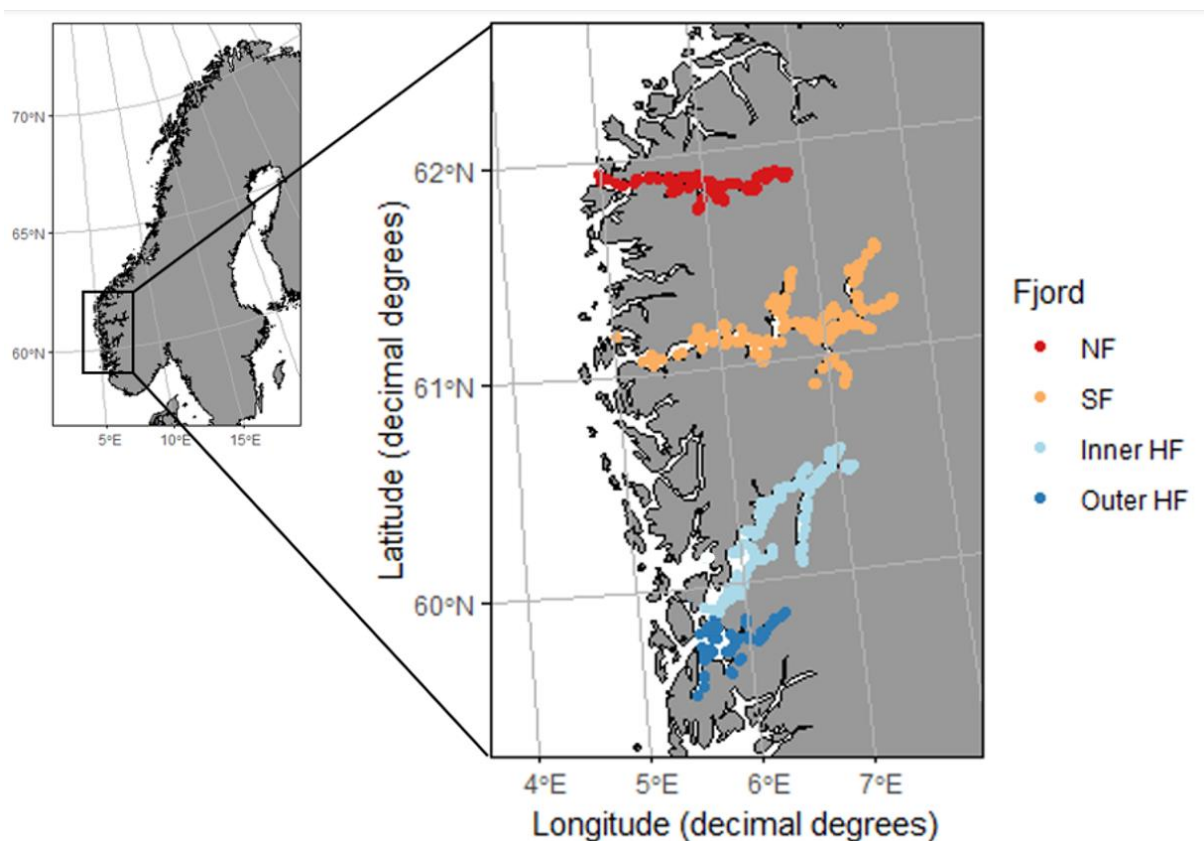 70°N
65°N
60°N
5°E
10°E
15°E
62°N
61°N
60°N
4°E
5°E
6°E
7°E
Latitude (decimal degrees)
Longitude (decimal degrees)
Fjord
NF
SF
Inner HF
Outer HF